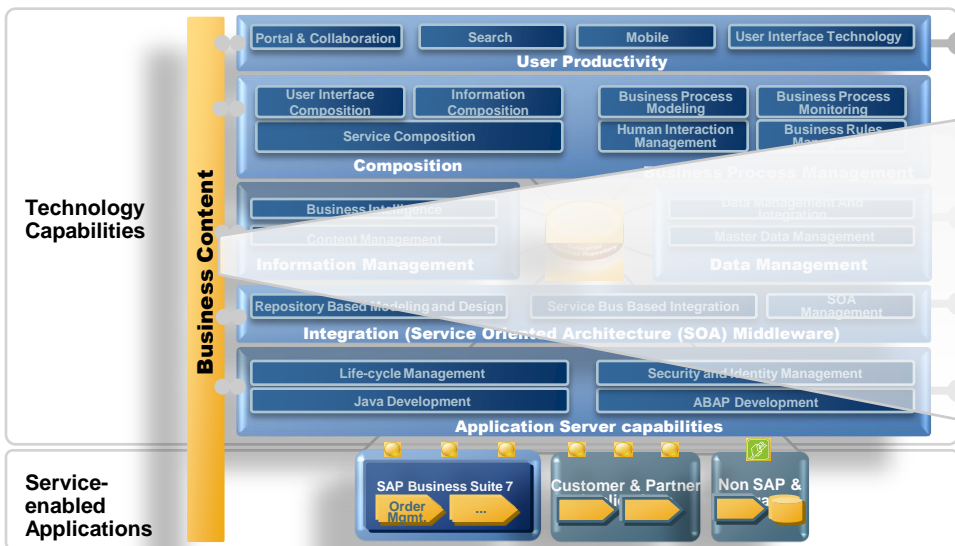 Portal & Collaboration
Search
Mobile
User Interface Technology
User Productivity
User Interface
Composition
Information
Composition
Service Composition
Composition
Business Process
Modeling
Business Process
Monitoring
Human Interaction
Management
Business Rules
Business Process Management
Technology
Capabilities
Business Content
Business Intelligence
Content Management
Information Management
Data Management And
Integration
Master Data Management
Data Management
Repository Based Modeling and Design
Service Bus Based Integration
SOA
Management
Integration (Service Oriented Architecture (SOA) Middleware)
Life-cycle Management
Security and Identity Management
Java Development
ABAP Development
Application Server capabilities
Service-
enabled
Applications
SAP Business Suite 7
Order
Mgmt.
...
Customer & Partner
Non SAP &